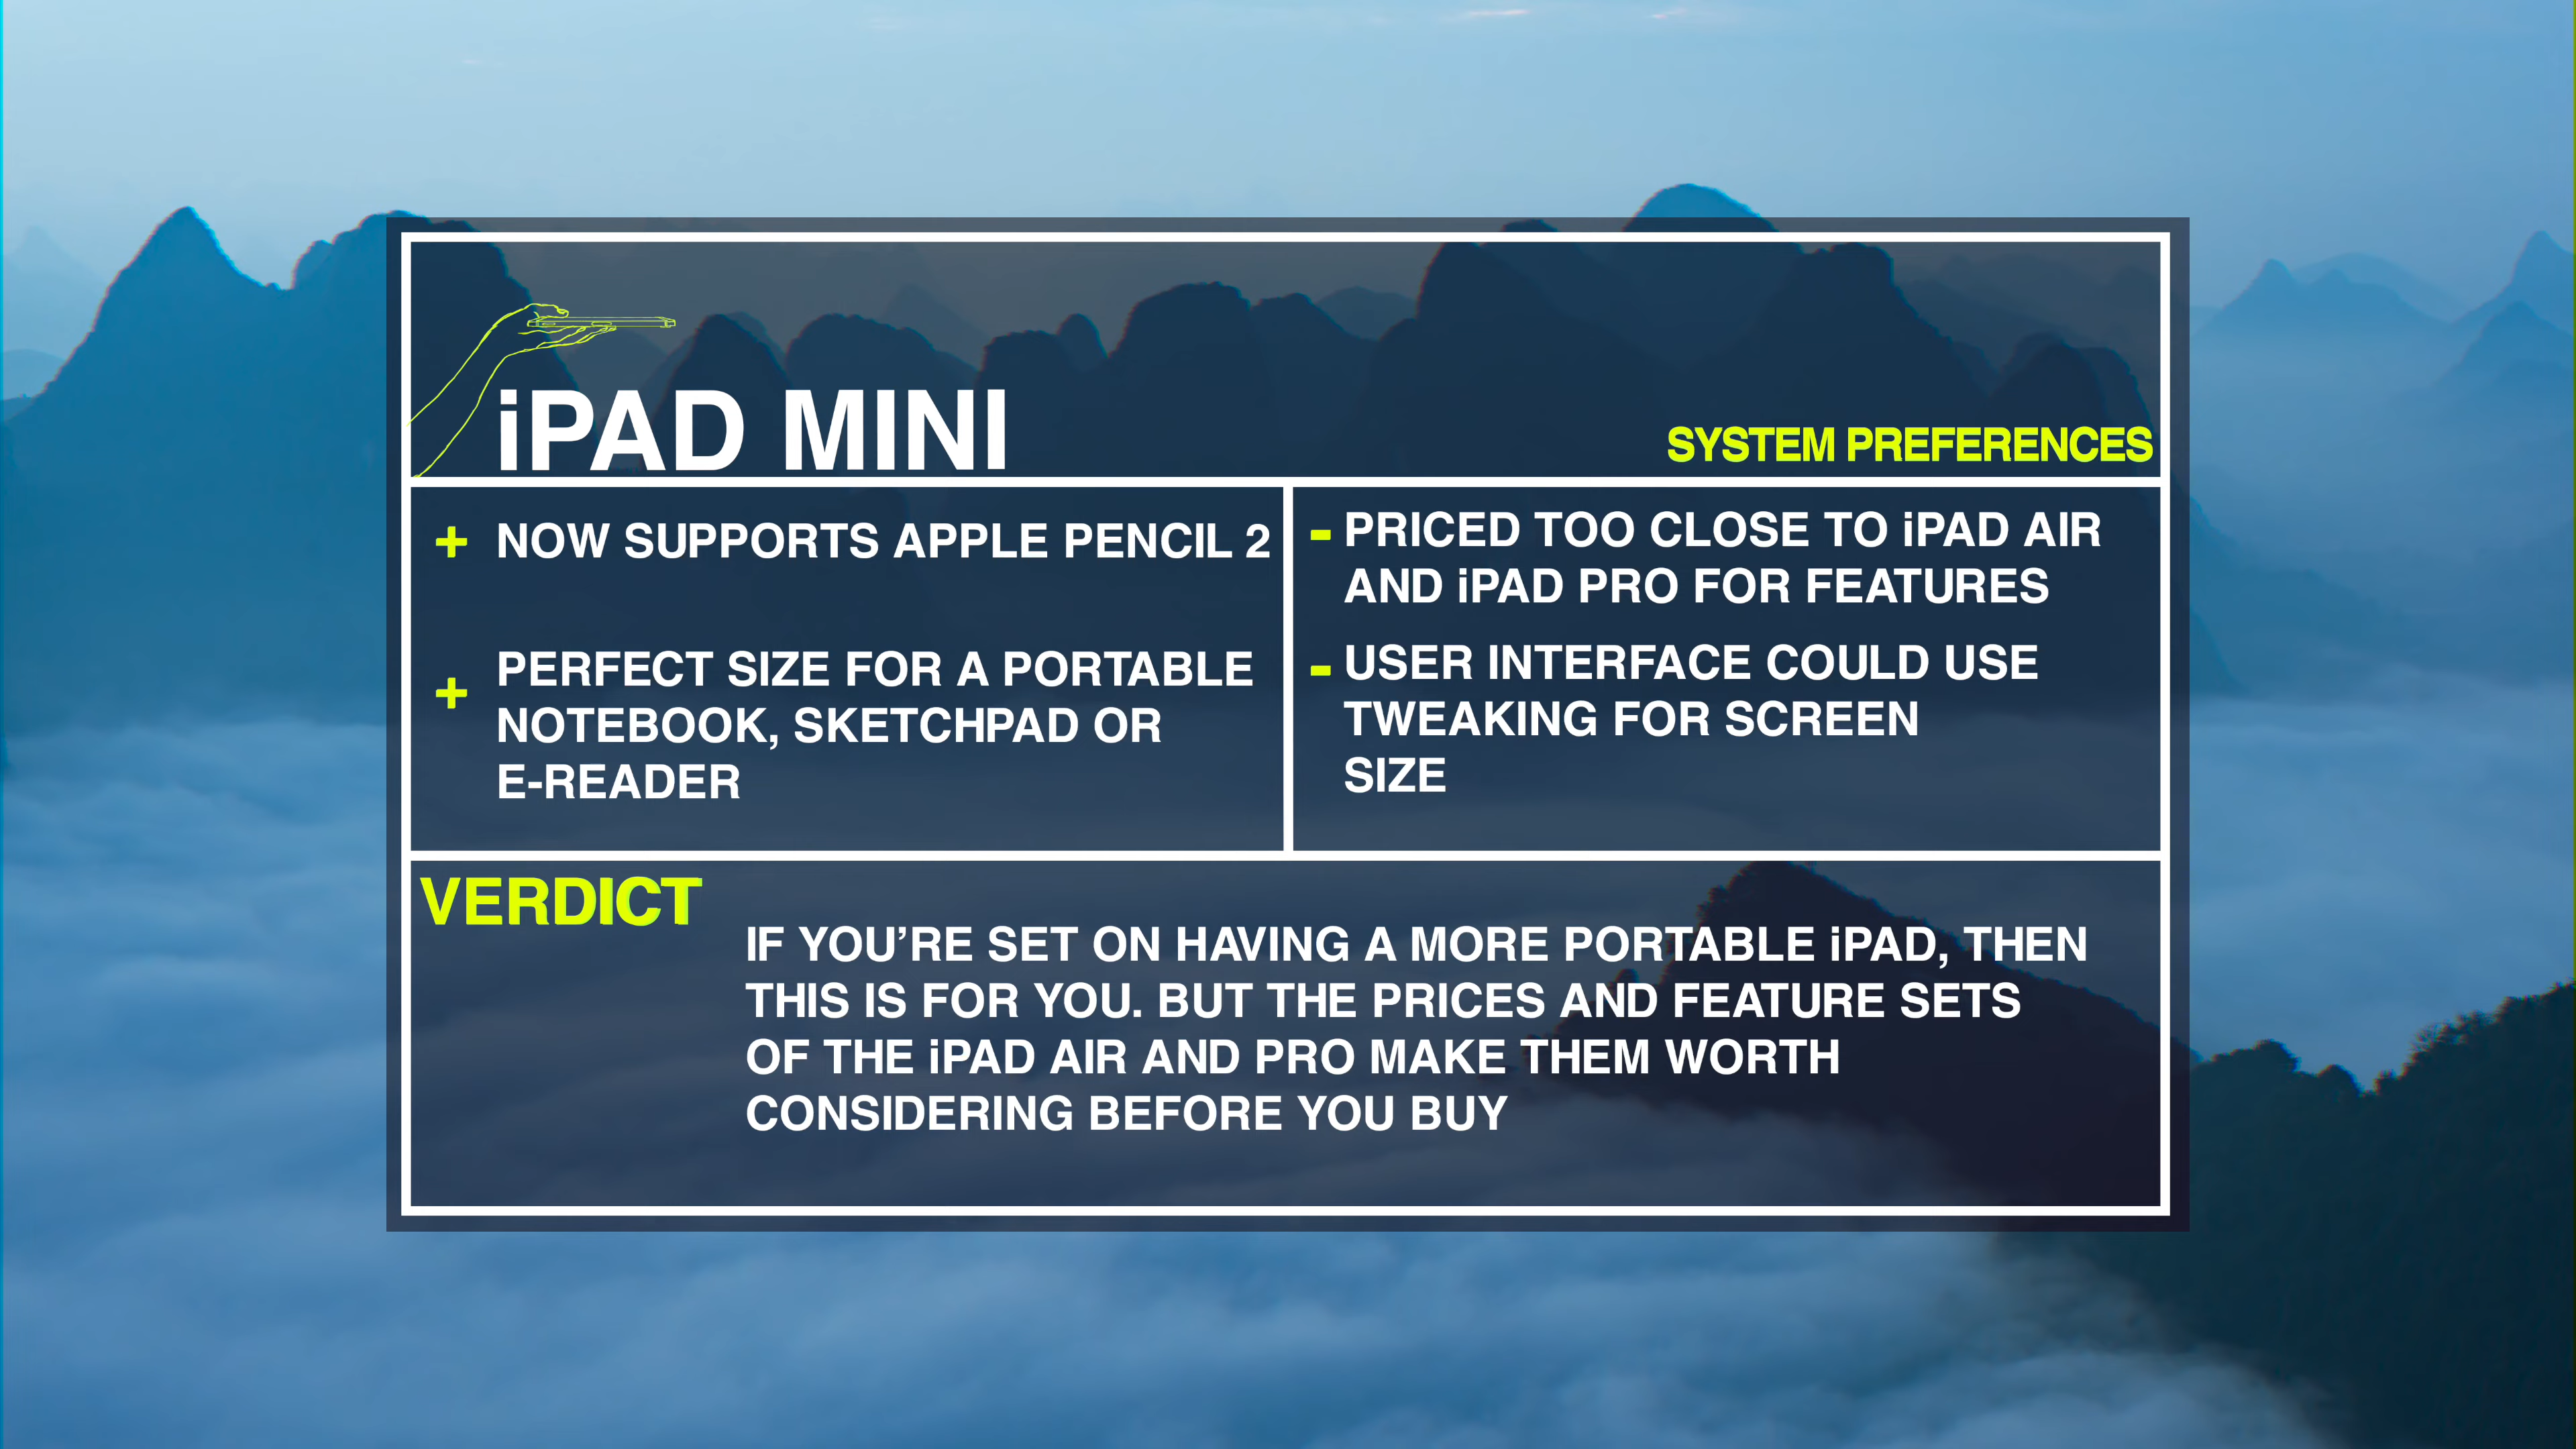 iPAD MINI
SYSTEM PREFERENCES
+ NOW SUPPORTS APPLE PENCIL 2
+ PERFECT SIZE FOR A PORTABLE
NOTEBOOK, SKETCHPAD OR
E-READER
- PRICED TOO CLOSE TO iPAD AIR
AND iPAD PRO FOR FEATURES
- USER INTERFACE COULD USE
TWEAKING FOR SCREEN
SIZE
VERDICT
IF YOU’RE SET ON HAVING A MORE PORTABLE iPAD, THEN
THIS IS FOR YOU. BUT THE PRICES AND FEATURE SETS
OF THE iPAD AIR AND PRO MAKE THEM WORTH
CONSIDERING BEFORE YOU BUY